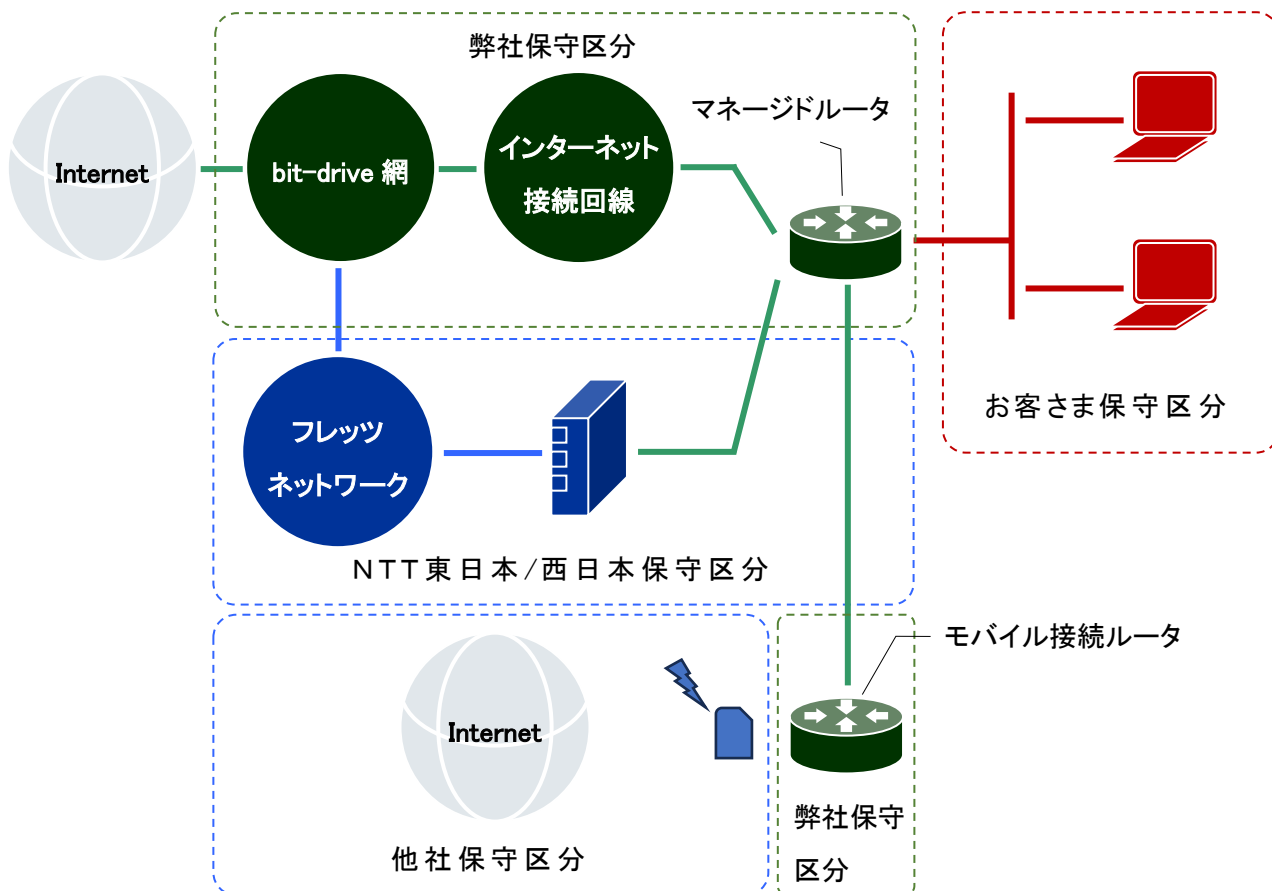 弊社保守区分
マネージドルータ
Internet
bit-drive 網
インターネット
接続回線
お客さま保守区分
フレッツ
ネットワーク
NTT東日本/西日本保守区分
モバイル接続ルータ
Internet
弊社保守
区分
他社保守区分